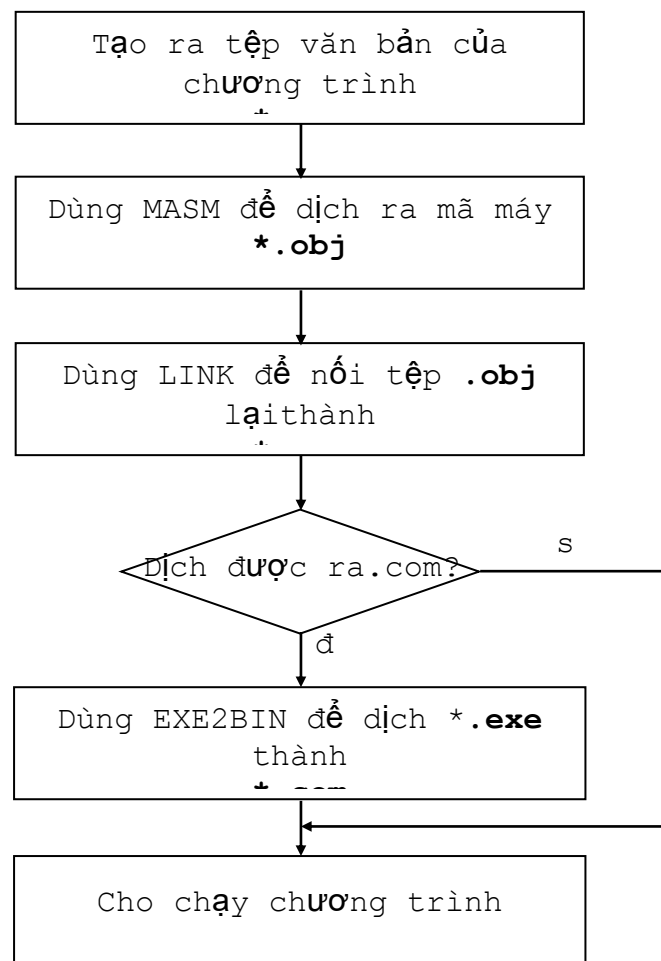 Tạo ra tệp văn bản của
chương trình
Dùng MASM để dịch ra mã máy
*.obj
Dùng LINK để nối tệp .obj
lạithành
Dịch được ra.com?
s
đ
Dùng EXE2BIN để dịch *.exe
thành
Cho chạy chương trình